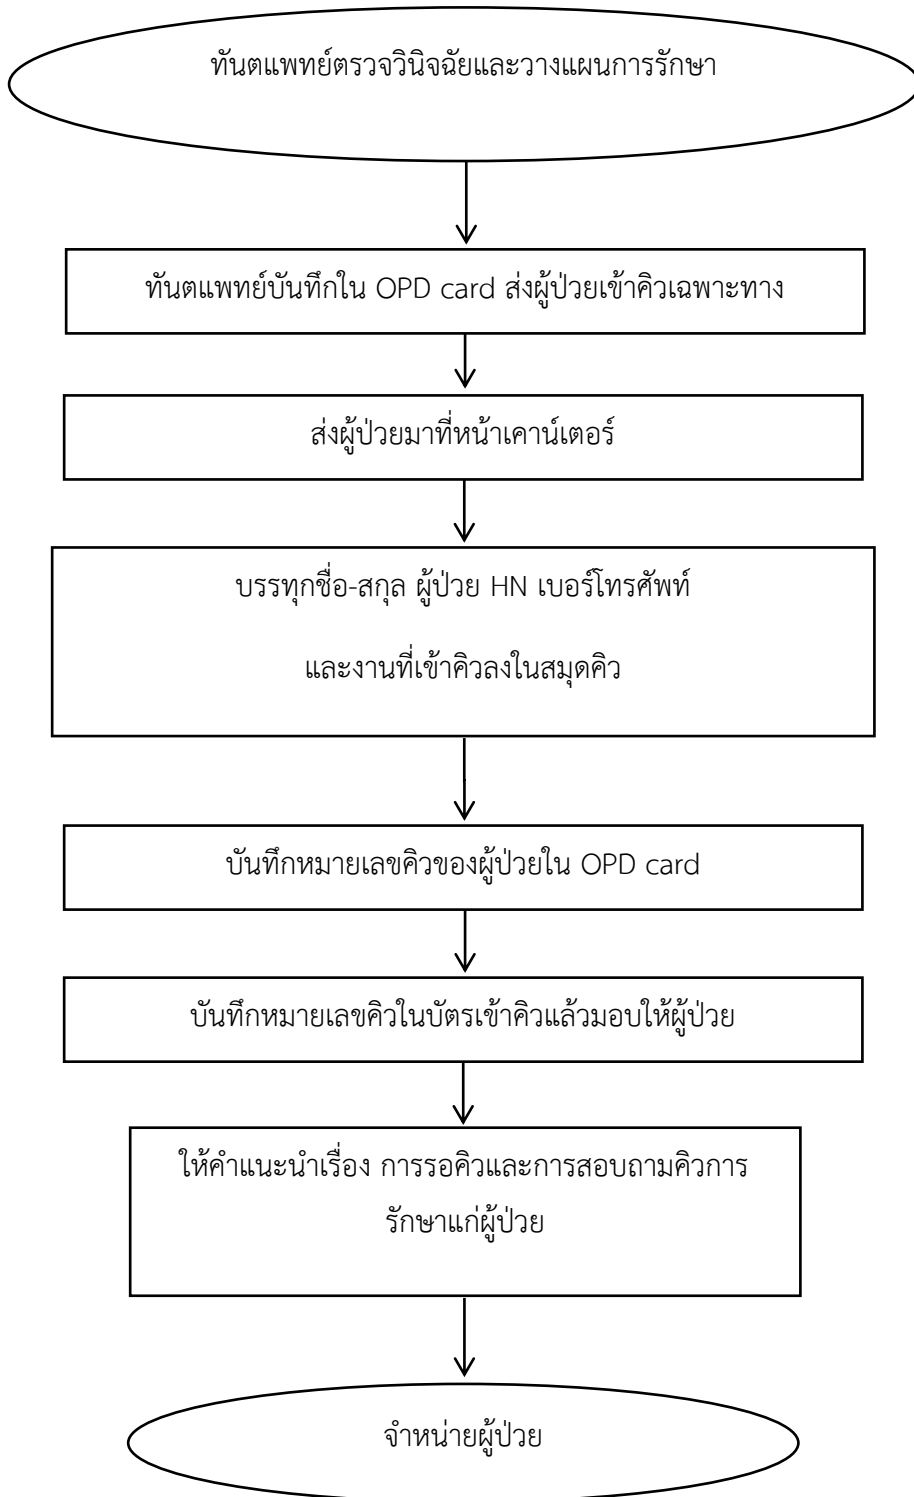 ทันตแพทย์ตรวจวินิจฉัยและวางแผนการรักษา
ทันตแพทย์บันทึกใน OPD card ส่งผู้ป่วยเข้าคิวเฉพาะทาง
ส่งผู้ป่วยมาที่หน้าเคาน์เตอร์
บรรทุกชื่อ-สกุล ผู้ป่วย HN เบอร์โทรศัพท์
และงานที่เข้าคิวลงในสมุดคิว
บันทึกหมายเลขคิวของผู้ป่วยใน OPD card
บันทึกหมายเลขคิวในบัตรเข้าคิวแล้วมอบให้ผู้ป่วย
ให้คำแนะนำเรื่อง การรอคิวและการสอบถามคิวการ
รักษาแก่ผู้ป่วย
จำหน่ายผู้ป่วย